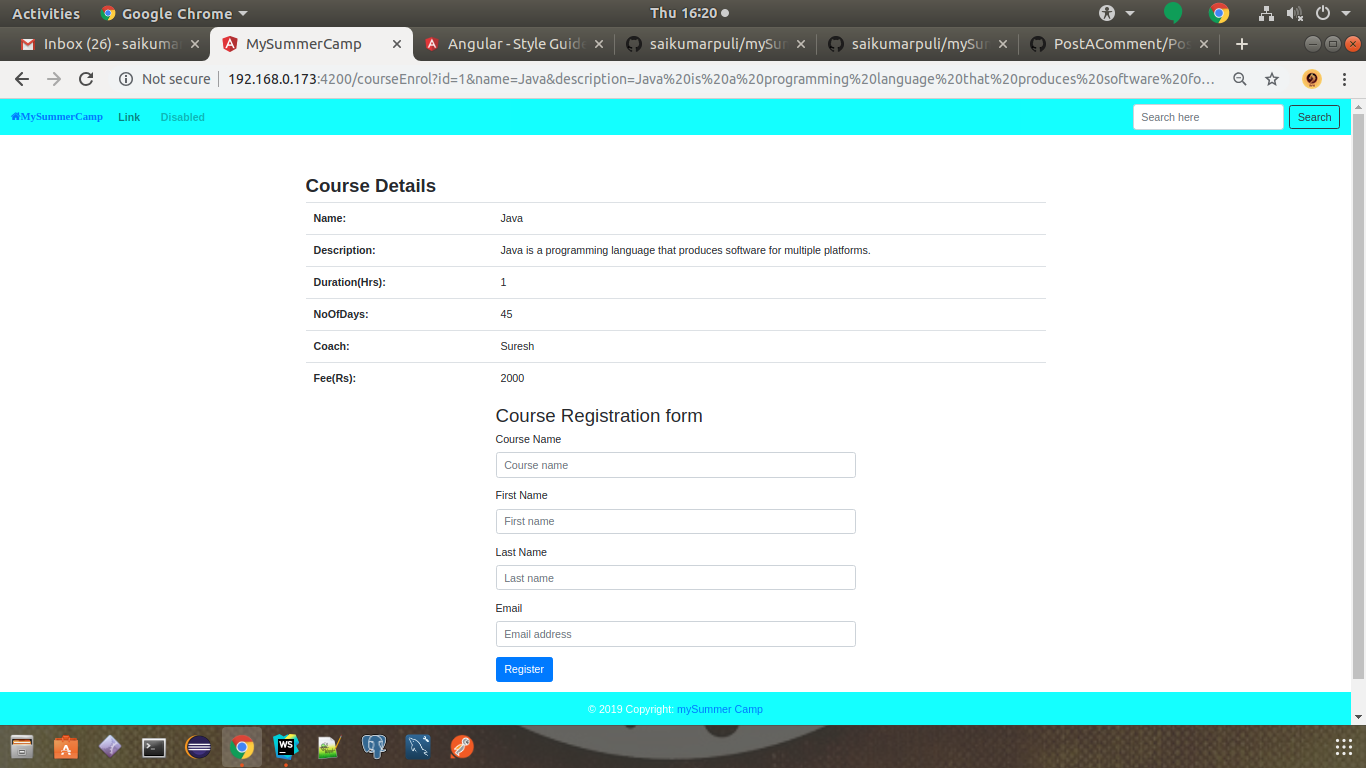 Activities Google Chrome Thu 16:20
Inbox (26) - saikuma MySummerCamp Angular - Style Guide saikumarpuli/mySur saikumarpuli/mySur PostAComment/Po
Not secure 192.168.0.173:4200/courseEnrol?id=1&name=Java&description=Java%20is%20a%20programming%20language%20that%20produces%20software%20fo...
MySummerCamp Link Disabled Search here Search
Course Details
Name: Java
Description: Java is a programming language that produces software for multiple platforms.
Duration(Hrs): 1
NoOfDays: 45
Coach: Suresh
Fee(Rs): 2000
Course Registration form
Course Name
Course name
First Name
First name
Last Name
Last name
Email
Email address
Register
© 2019 Copyright: mySummer Camp
WS